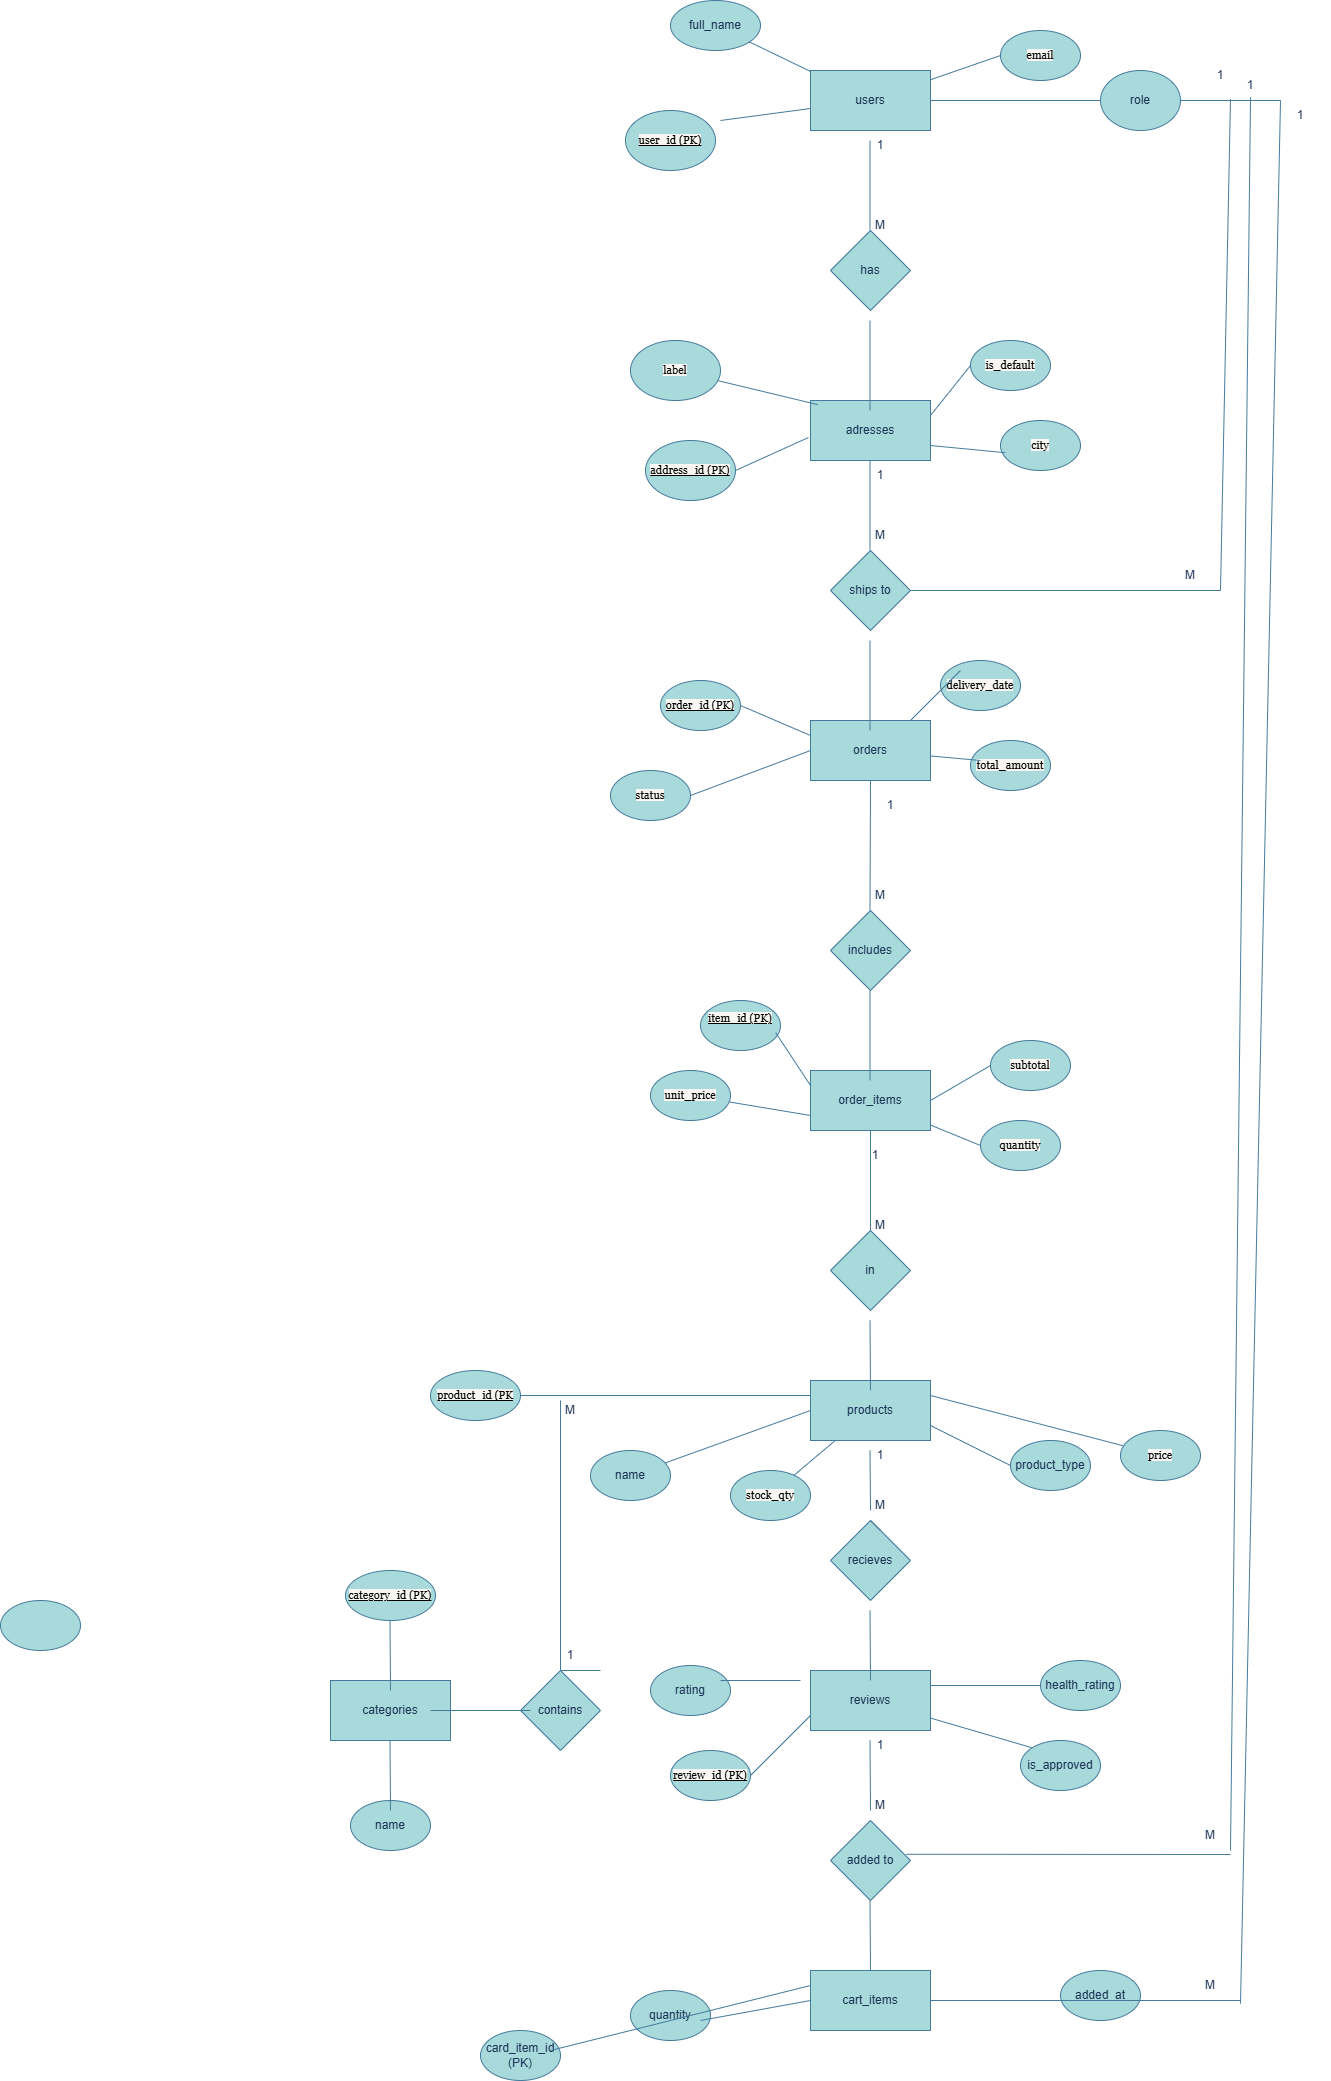 full_name
email
users
role
1
1
1
user_id (PK)
1
M
has
label
is_default
adresses
city
address_id (PK)
1
M
ships to
M
order_id (PK)
delivery_date
orders
total_amount
status
1
M
includes
item_id (PK)
subtotal
unit_price
order_items
quantity
1
M
in
product_id (PK
M
products
name
stock_qty
1
product_type
price
M
recieves
category_id (PK)
1
categories
contains
name
rating
reviews
health_rating
review_id (PK)
is_approved
1
M
added to
M
quantity
cart_items
added_at
M
card_item_id
(PK)